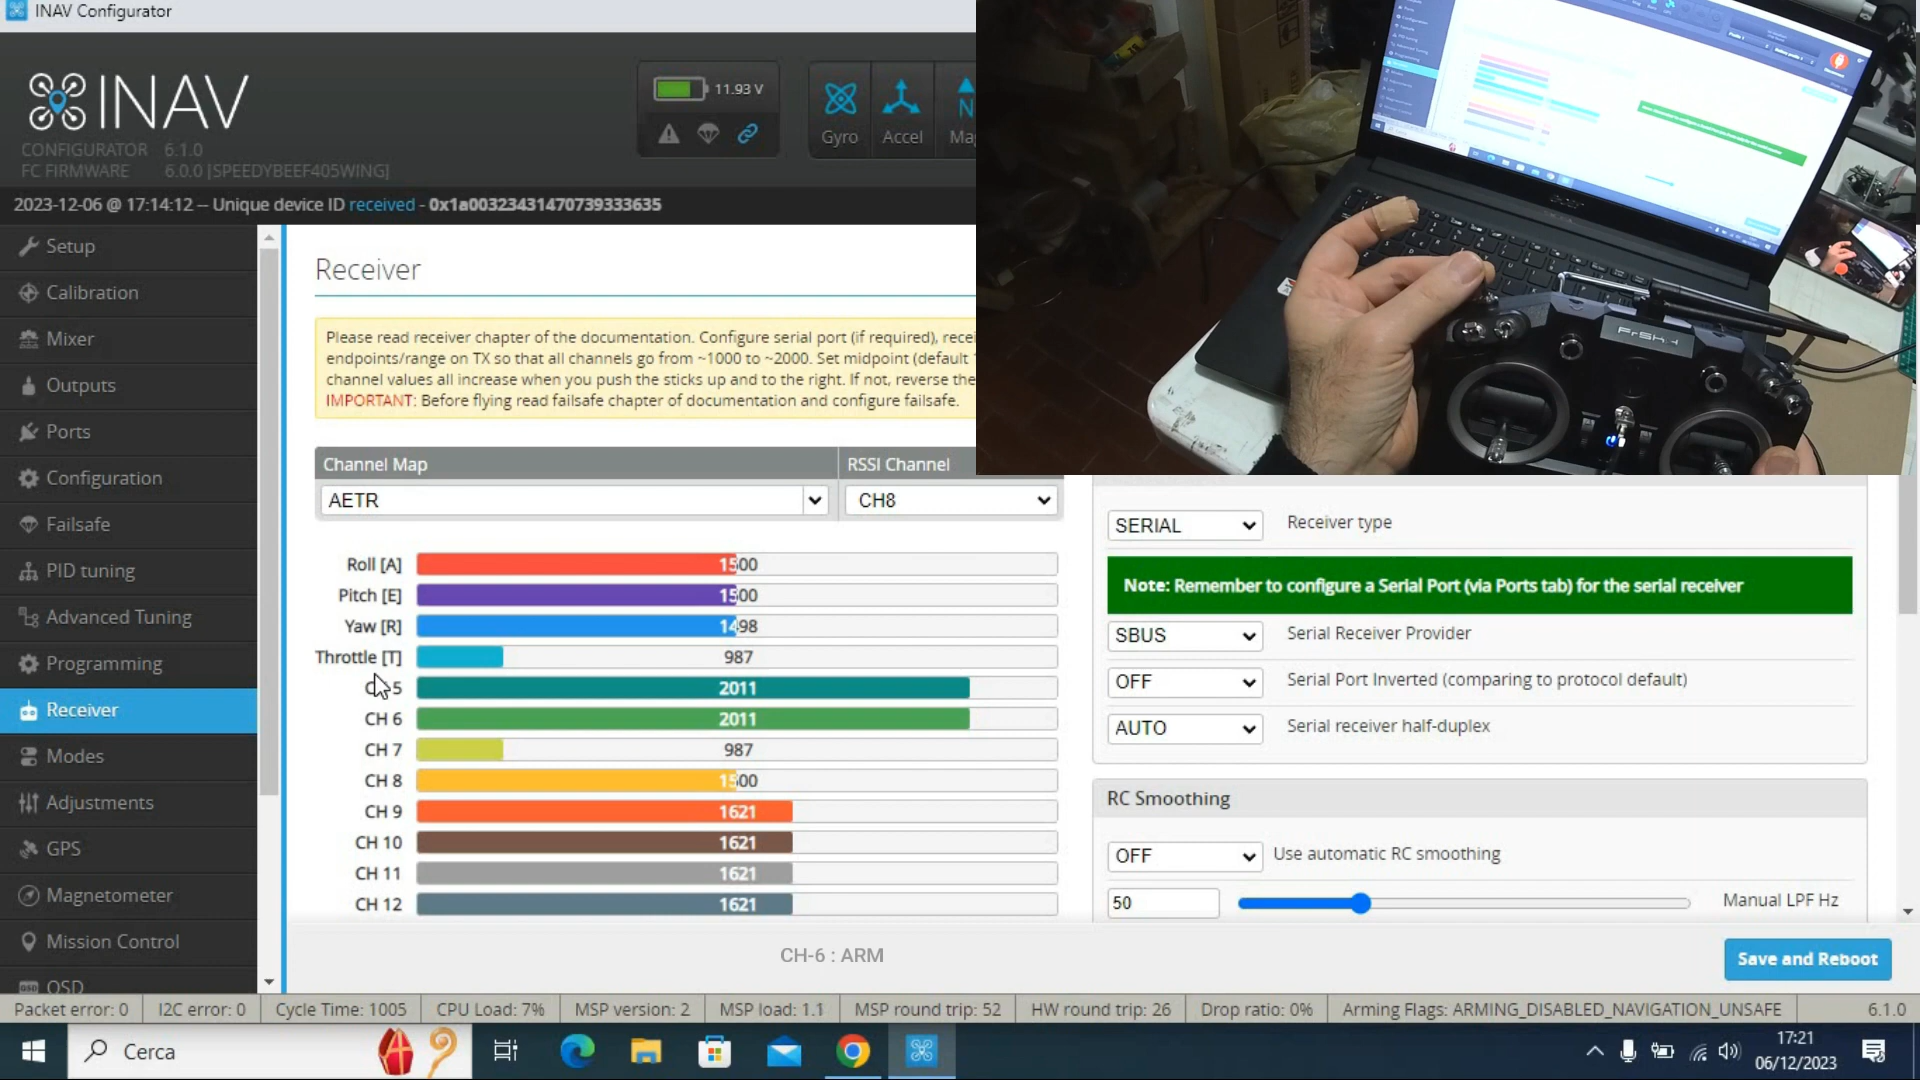 INAV Configurator
INAV
CONFIGURATOR 6.1.0
FC FIRMWARE 6.0.0 [SPEEDYBEEF405WING]
11.93 V
Gyro
Accel
2023-12-06 @ 17:14:12 -- Unique device ID received - 0x1a00323431470739333635
Setup
Calibration
Mixer
Outputs
Ports
Configuration
Failsafe
PID tuning
Advanced Tuning
Programming
Receiver
Modes
Adjustments
GPS
Magnetometer
Mission Control
OSD
Receiver
Please read receiver chapter of the documentation. Configure serial port (if required), recei
endpoints/range on TX so that all channels go from ~1000 to ~2000. Set midpoint (default
channel values all increase when you push the sticks up and to the right. If not, reverse the
IMPORTANT: Before flying read failsafe chapter of documentation and configure failsafe.
Channel Map
RSSI Channel
AETR
CH8
Roll [A] 1500
Pitch [E] 1500
Yaw [R] 1498
Throttle [T] 987
2011
CH 6 2011
CH 7 987
CH 8 1500
CH 9 1621
CH 10 1621
CH 11 1621
CH 12 1621
FrSky
SERIAL Receiver type
Note: Remember to configure a Serial Port (via Ports tab) for the serial receiver
SBUS Serial Receiver Provider
OFF Serial Port Inverted (comparing to protocol default)
AUTO Serial receiver half-duplex
RC Smoothing
OFF Use automatic RC smoothing
50 Manual LPF Hz
CH-6 : ARM
Save and Reboot
Packet error: 0 I2C error: 0 Cycle Time: 1005 CPU Load: 7% MSP version: 2 MSP load: 1.1 MSP round trip: 52 HW round trip: 26 Drop ratio: 0% Arming Flags: ARMING_DISABLED_NAVIGATION_UNSAFE 6.1.0
Cerca
17:21
06/12/2023